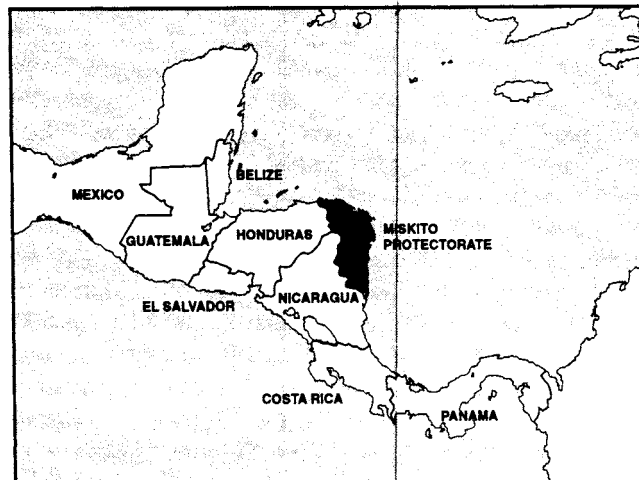 BELIZE
MEXICO
MISKITO
PROTECTORATE
GUATEMALA
HONDURAS
EL SALVADOR
NICARAGUA
COSTA RICA
PANAMA